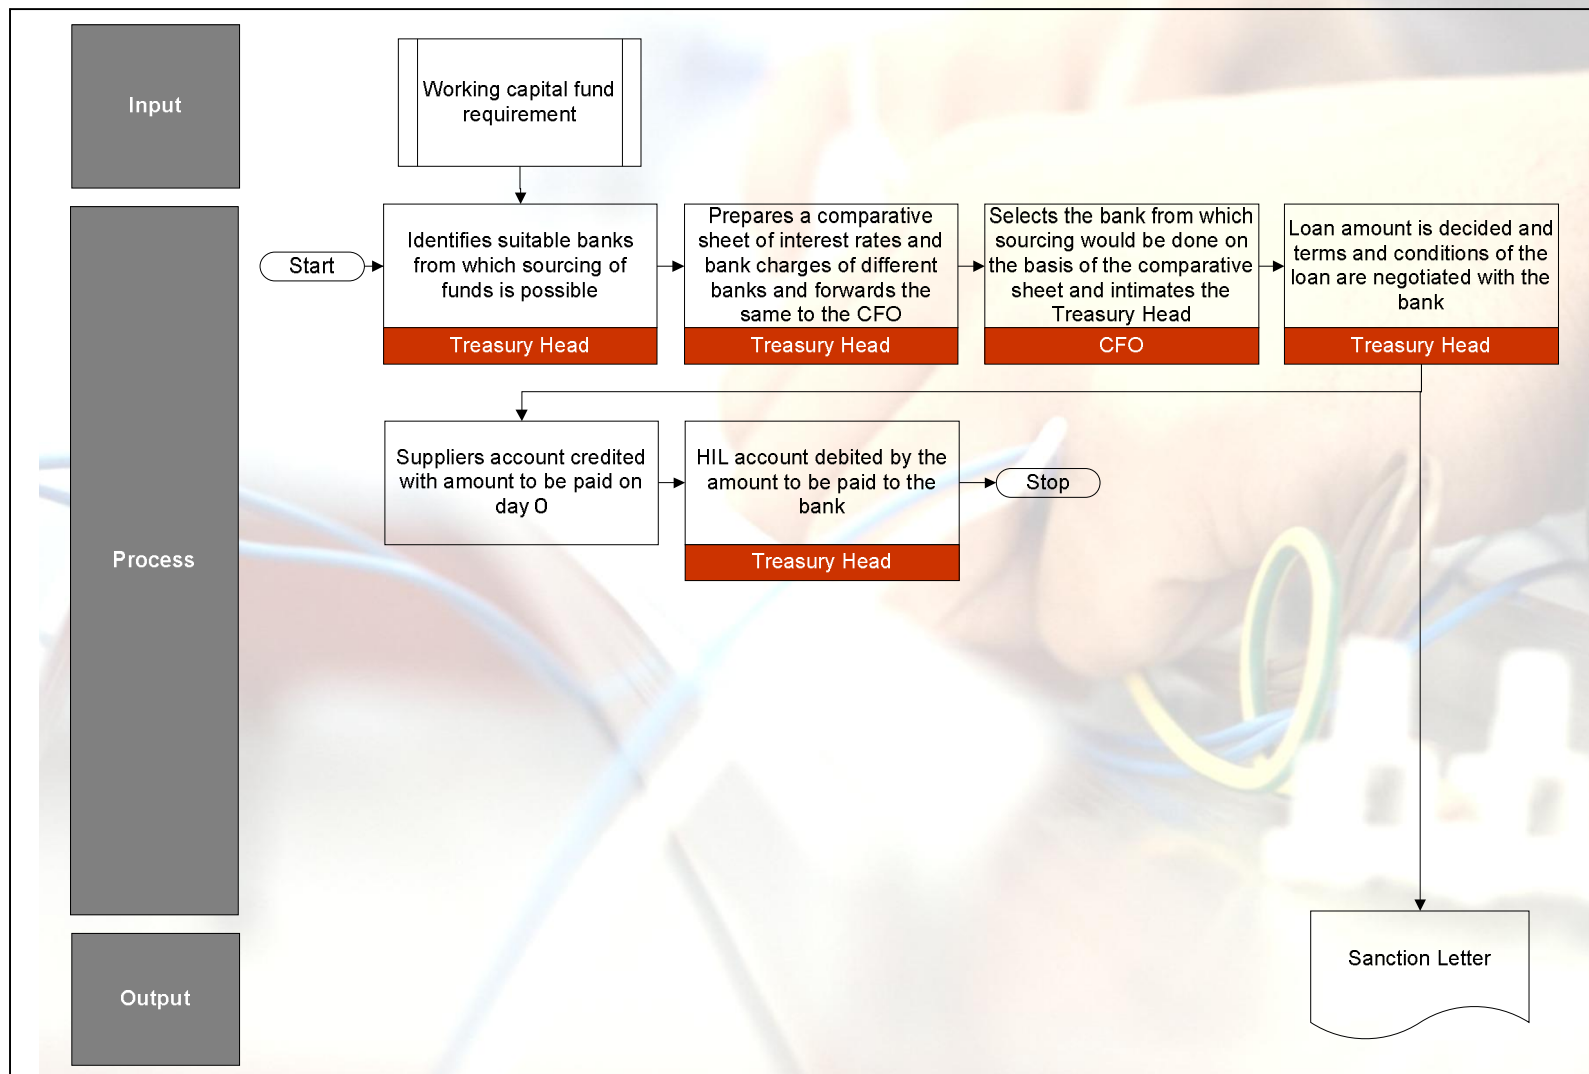 Input
Working capital fund
requirement
Process
Start
Identifies suitable banks
from which sourcing of
funds is possible
Treasury Head
Prepares a comparative
sheet of interest rates and
bank charges of different
banks and forwards the
same to the CFO
Treasury Head
Selects the bank from which
sourcing would be done on
the basis of the comparative
sheet and intimates the
Treasury Head
CFO
Loan amount is decided and
terms and conditions of the
loan are negotiated with the
bank
Treasury Head
Suppliers account credited
with amount to be paid on
day O
HIL account debited by the
amount to be paid to the
bank
Treasury Head
Stop
Output
Sanction Letter